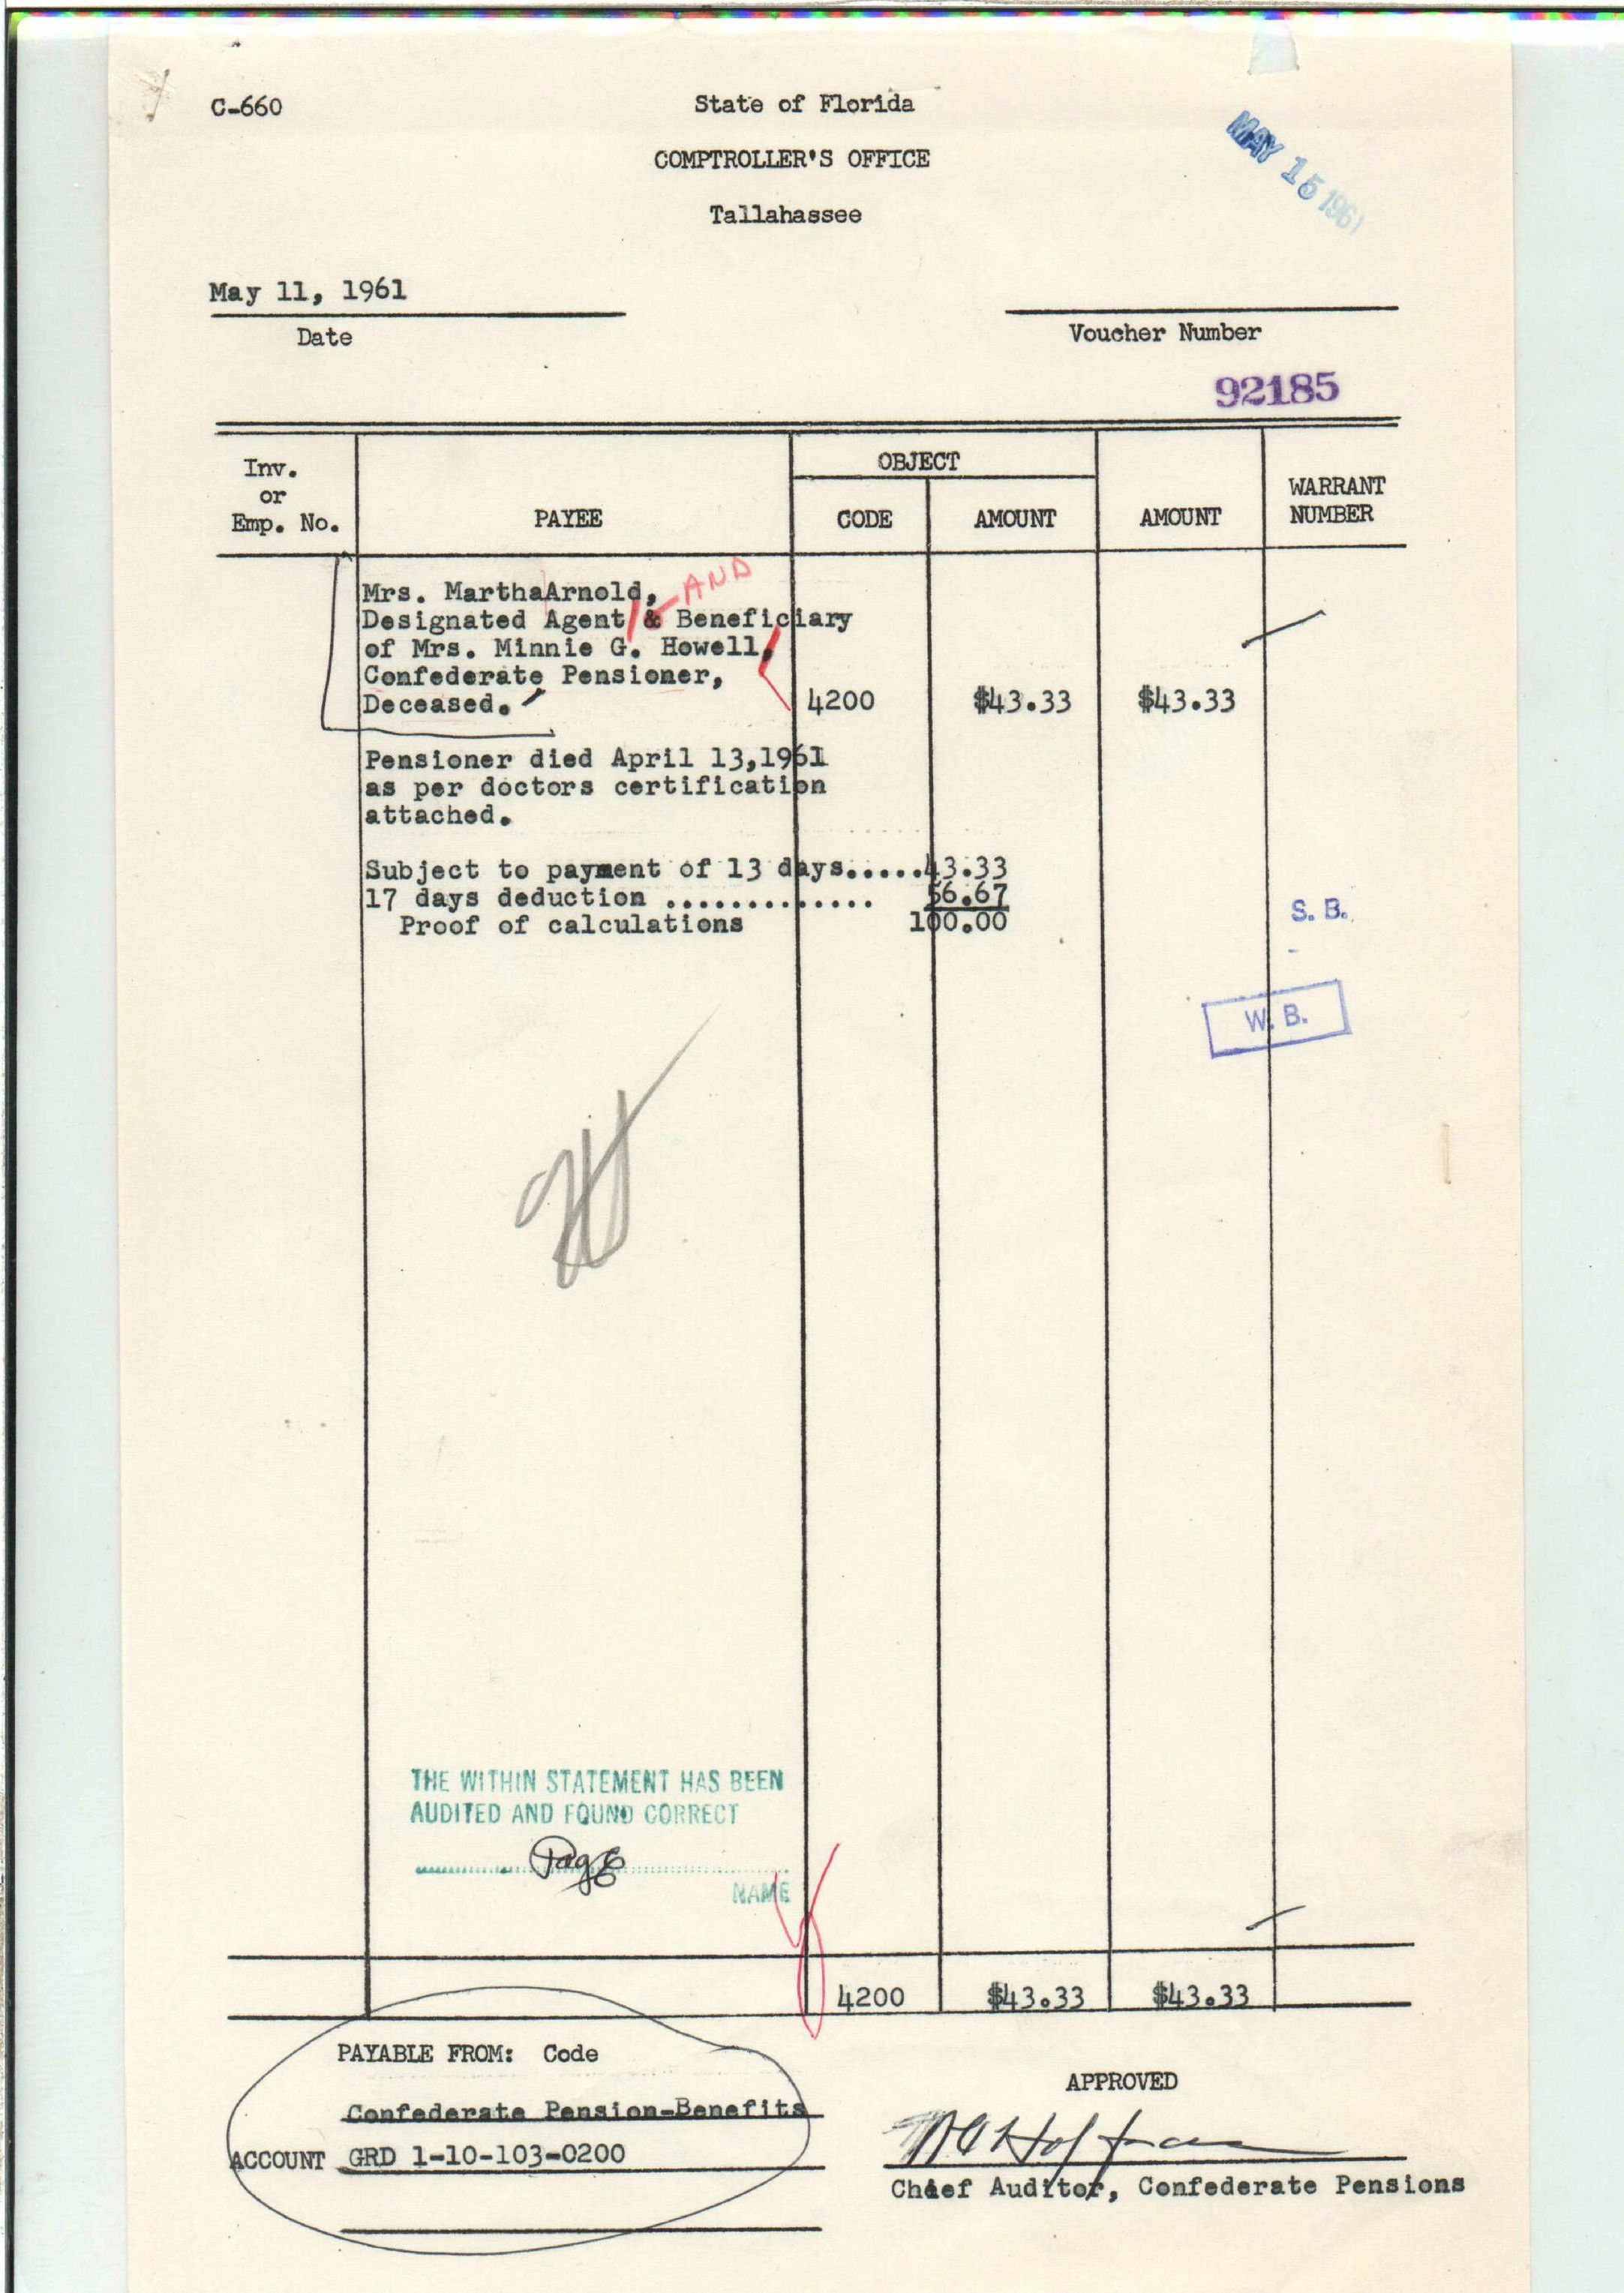 C-660
State of Florida
COMPTROLLER'S OFFICE
Tallahassee
MAY 15 1961
May 11, 1961
Date
Voucher Number
92185
Inv.
or
Emp. No.
PAYEE
OBJECT
CODE
AMOUNT
AMOUNT
WARRANT
NUMBER
AND
Mrs. MarthaArnold,
Designated Agent & Beneficiary
of Mrs. Minnie G. Howell,
Confederate Pensioner,
Deceased. 4200 $43.33 $43.33
Pensioner died April 13,1961
as per doctors certification
attached.
Subject to payment of 13 days.....43.33
17 days deduction .............. 56.67
Proof of calculations 100.00
S. B.
W. B.
THE WITHIN STATEMENT HAS BEEN
AUDITED AND FOUND CORRECT
Page
NAME
4200 $43.33 $43.33
PAYABLE FROM: Code
Confederate Pension-Benefits
ACCOUNT GRD 1-10-103-0200
APPROVED
Chief Auditor, Confederate Pensions